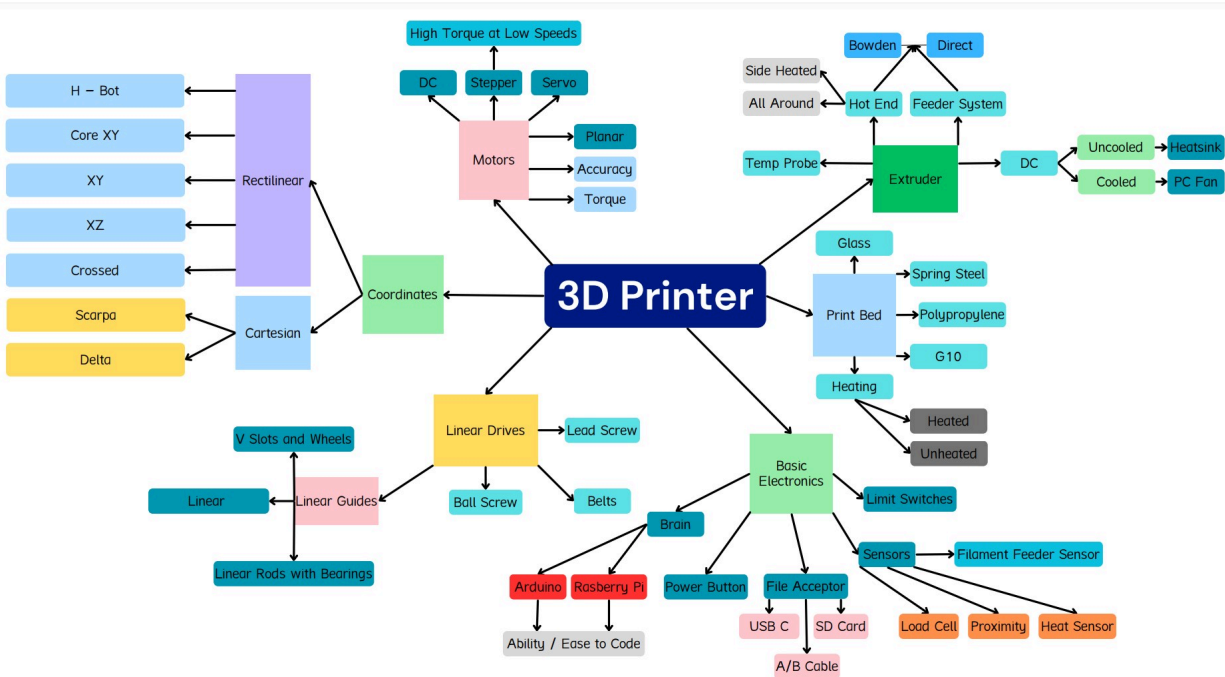 High Torque at Low Speeds
DC
Stepper
Servo
Motors
Planar
Accuracy
Torque
H – Bot
Core XY
XY
XZ
Crossed
Rectilinear
Scarpa
Delta
Cartesian
Coordinates
3D Printer
Bowden
Direct
Side Heated
All Around
Hot End
Feeder System
Temp Probe
Extruder
DC
Uncooled
Heatsink
Cooled
PC Fan
Glass
Spring Steel
Print Bed
Polypropylene
G10
Heating
Heated
Unheated
Linear Drives
Lead Screw
Ball Screw
Belts
V Slots and Wheels
Linear
Linear Guides
Linear Rods with Bearings
Basic
Electronics
Limit Switches
Brain
Arduino
Rasberry Pi
Ability / Ease to Code
Power Button
File Acceptor
USB C
SD Card
A/B Cable
Sensors
Filament Feeder Sensor
Load Cell
Proximity
Heat Sensor